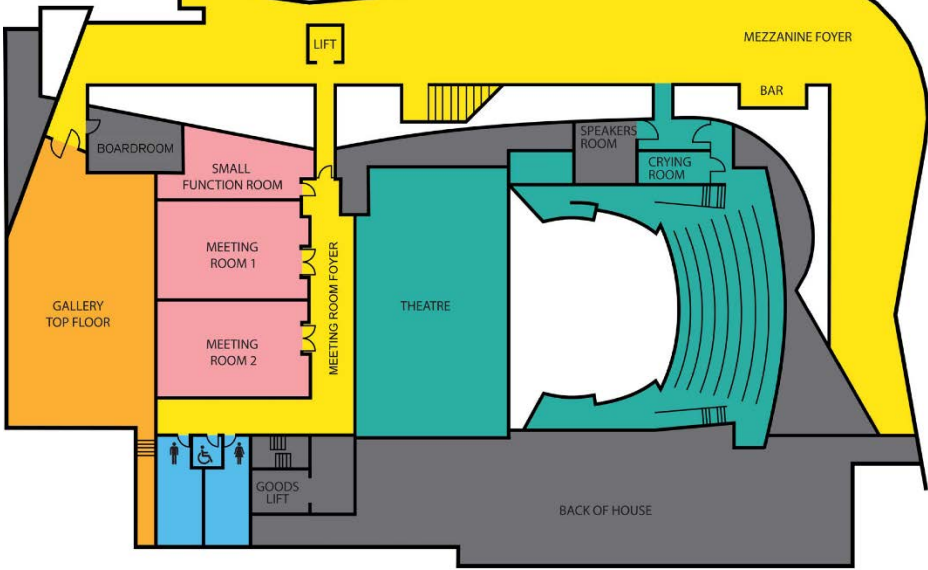 LIFT
MEZZANINE FOYER
BAR
BOARDROOM
SPEAKERS
ROOM
SMALL
FUNCTION ROOM
CRYING
ROOM
MEETING
ROOM 1
MEETING ROOM FOYER
GALLERY
TOP FLOOR
THEATRE
MEETING
ROOM 2
GOODS
LIFT
BACK OF HOUSE